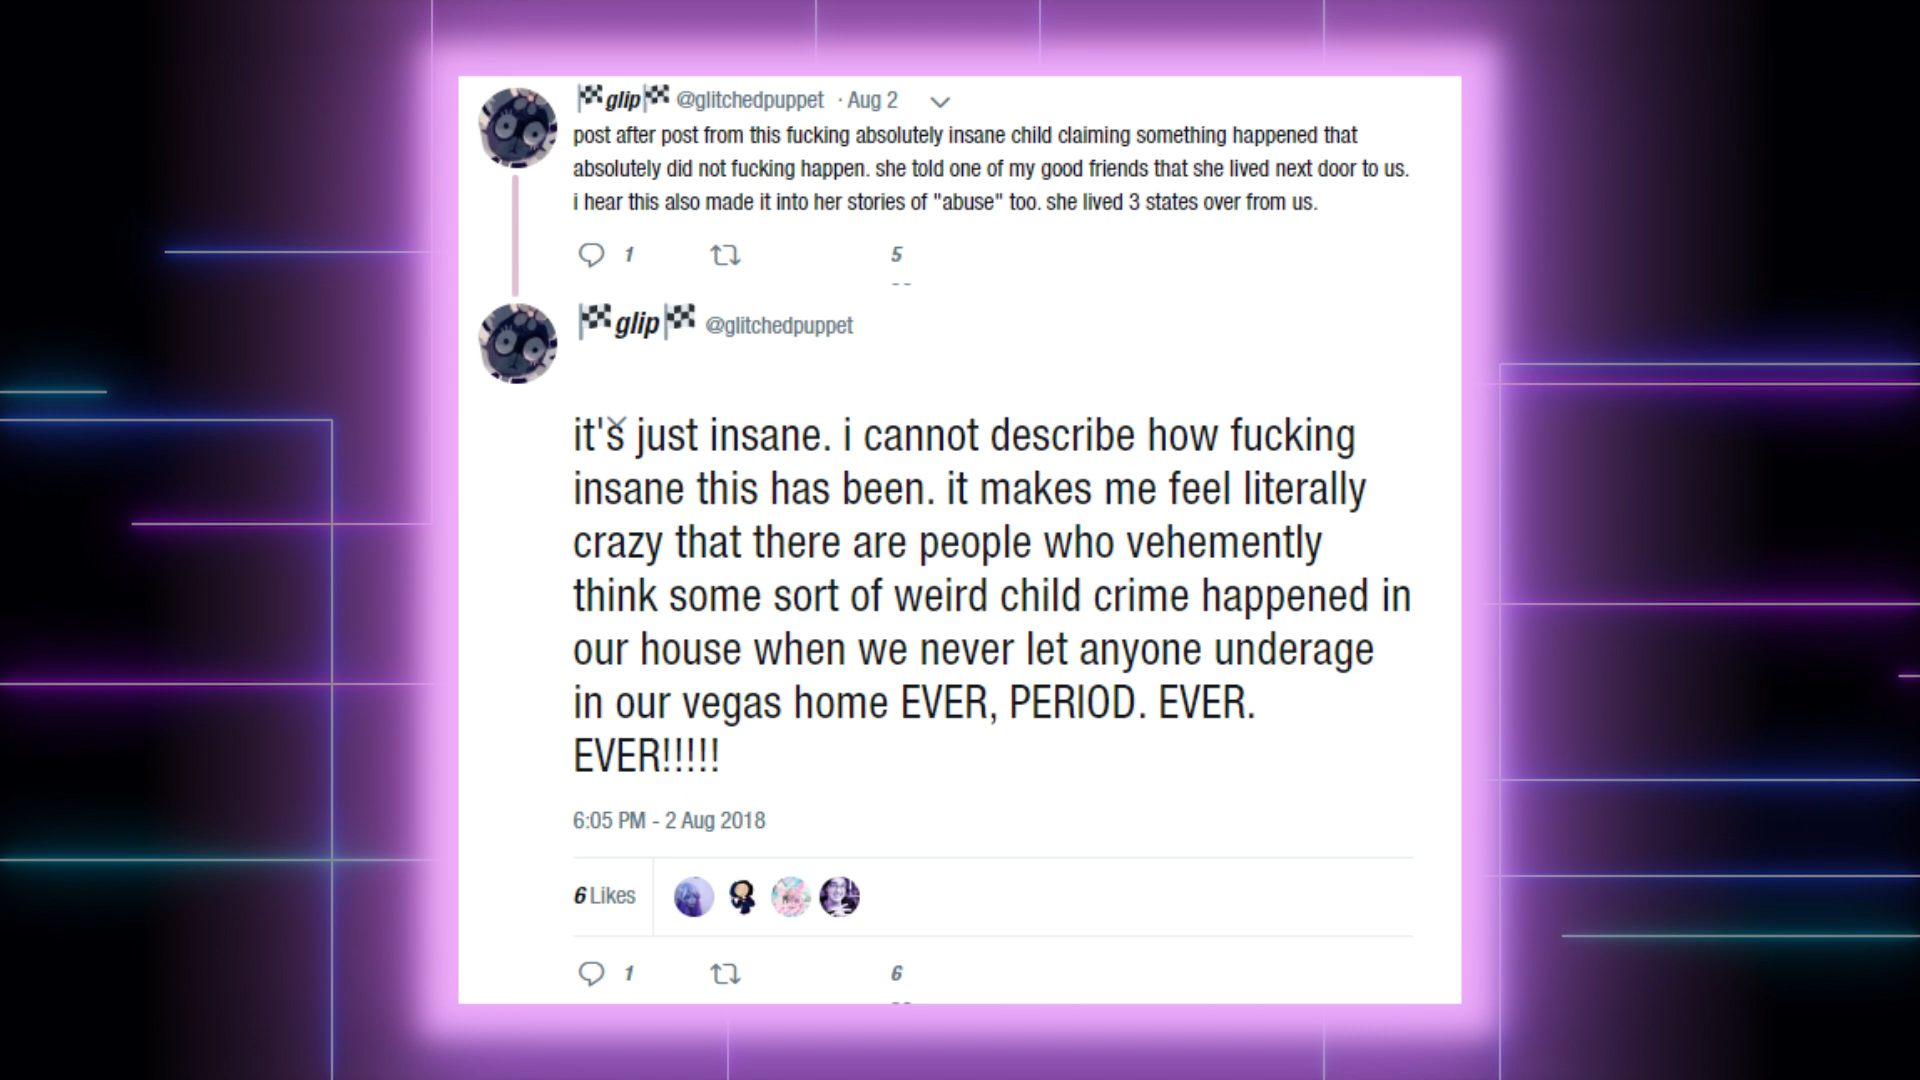 🏁glip🏁 @glitchedpuppet · Aug 2
post after post from this fucking absolutely insane child claiming something happened that
absolutely did not fucking happen. she told one of my good friends that she lived next door to us.
i hear this also made it into her stories of "abuse" too. she lived 3 states over from us.
1 5
🏁glip🏁 @glitchedpuppet
it's just insane. i cannot describe how fucking
insane this has been. it makes me feel literally
crazy that there are people who vehemently
think some sort of weird child crime happened in
our house when we never let anyone underage
in our vegas home EVER, PERIOD. EVER.
EVER!!!!!
6:05 PM - 2 Aug 2018
6 Likes
1 6